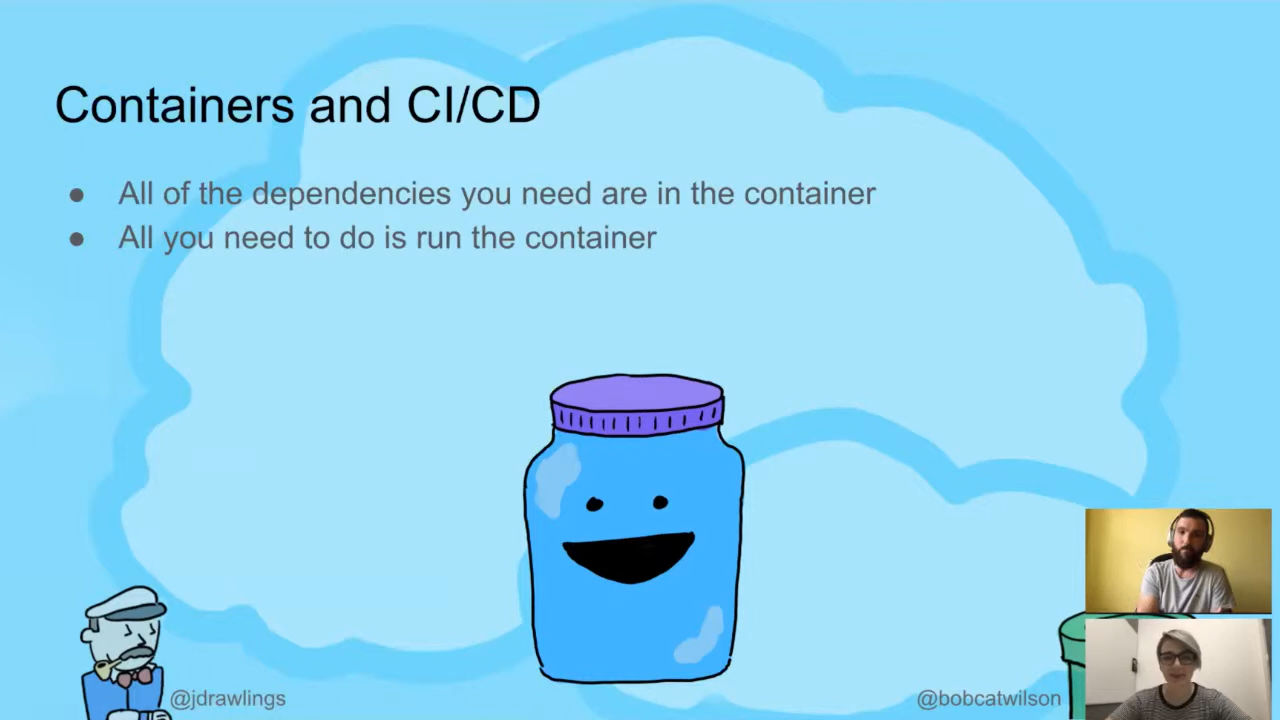 Containers and CI/CD
● All of the dependencies you need are in the container
● All you need to do is run the container
@jdrawlings
@bobcatwilson